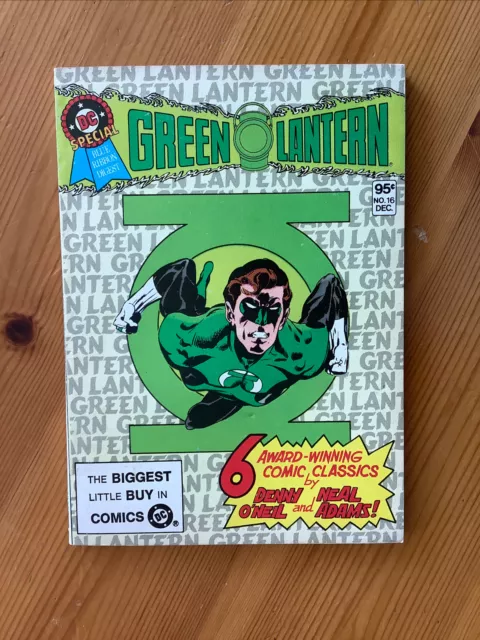 DC
SPECIAL
BLUE
RIBBON
DIGEST
GREEN LANTERN
95¢
NO. 16
DEC.
6 AWARD-WINNING
COMIC CLASSICS
by
DENNY NEAL
O'NEIL and ADAMS!
THE BIGGEST
LITTLE BUY IN
COMICS DC ®
GREEN LANTERN GREEN LANTERN